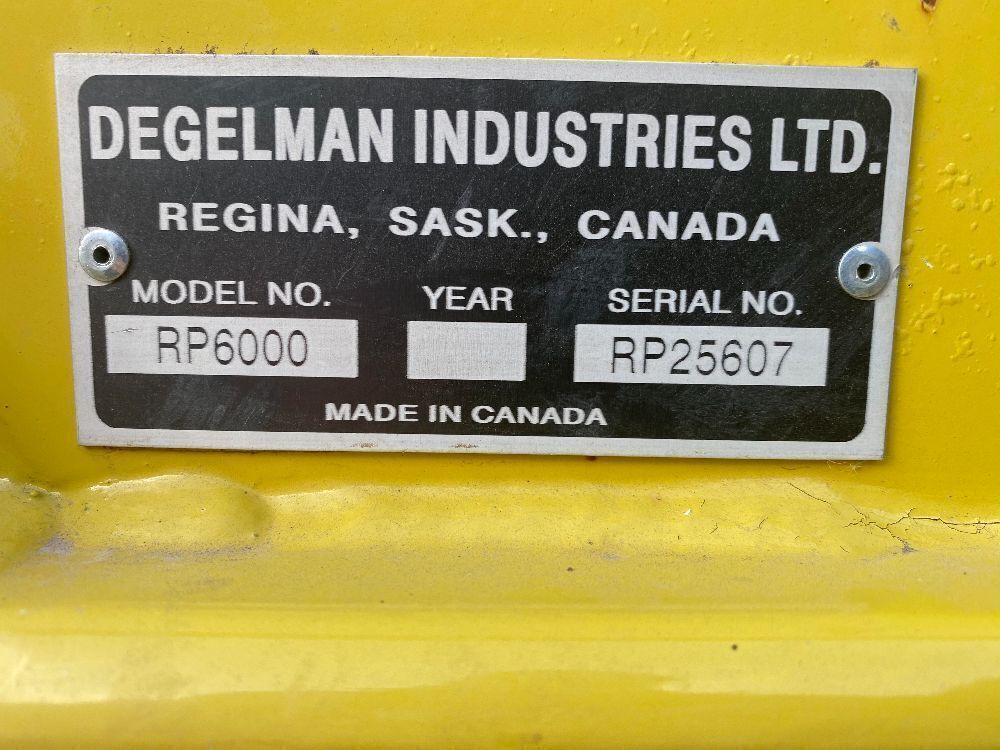 DEGELMAN INDUSTRIES LTD.
REGINA, SASK., CANADA
MODEL NO. YEAR SERIAL NO.
RP6000 RP25607
MADE IN CANADA